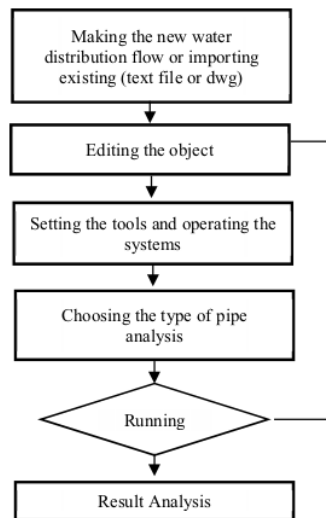 Making the new water
distribution flow or importing
existing (text file or dwg)
Editing the object
Setting the tools and operating the
systems
Choosing the type of pipe
analysis
Running
Result Analysis